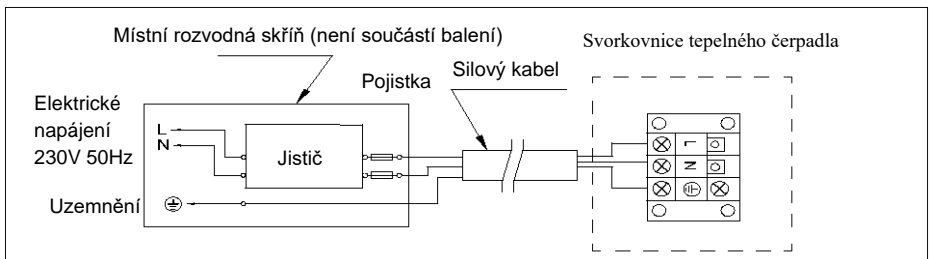 Místní rozvodná skříň (není součástí balení)
Svorkovnice tepelného čerpadla
Pojistka
Silový kabel
Elektrické
napájení
230V 50Hz
L
N
Jistič
Uzemnění
L
N